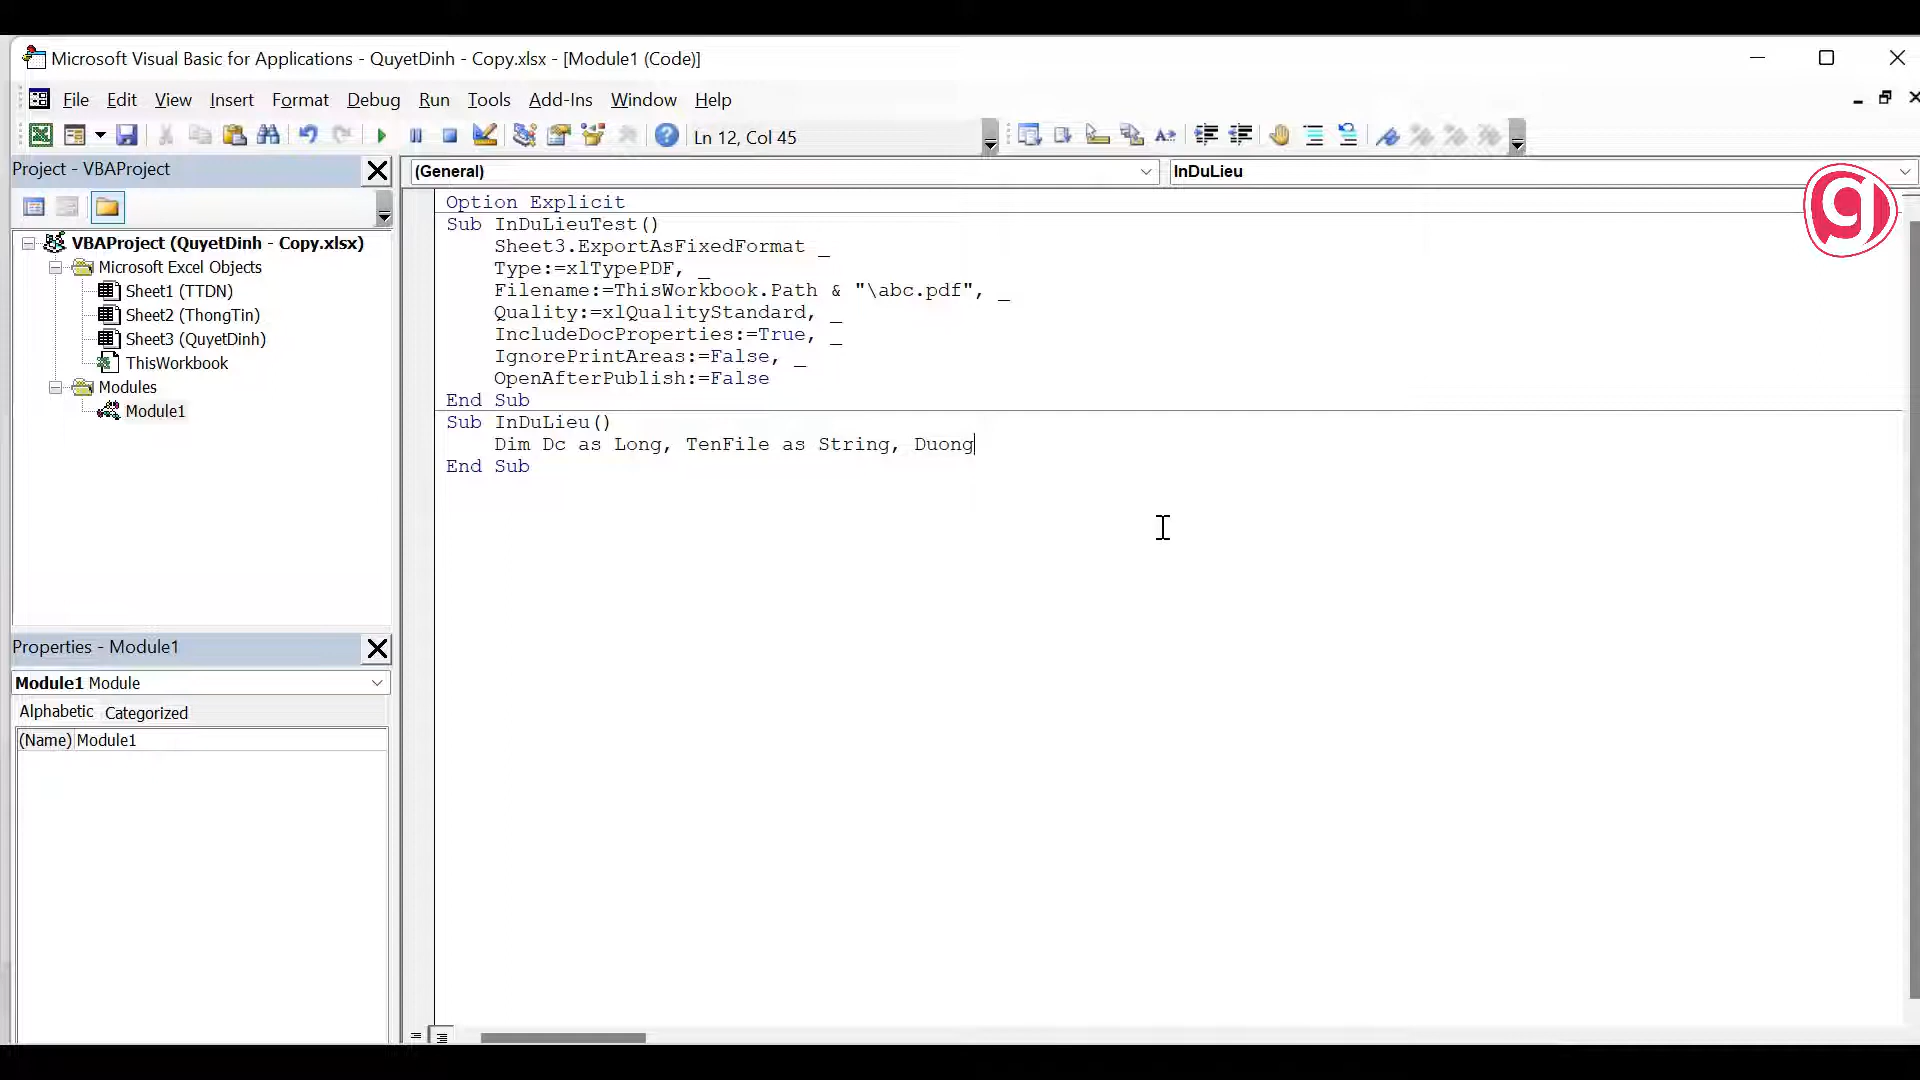 Microsoft Visual Basic for Applications - QuyetDinh - Copy.xlsx - [Module1 (Code)]
File Edit View Insert Format Debug Run Tools Add-Ins Window Help
Ln 12, Col 45
Project - VBAProject
(General)
InDuLieu
VBAProject (QuyetDinh - Copy.xlsx)
Microsoft Excel Objects
Sheet1 (TTDN)
Sheet2 (ThongTin)
Sheet3 (QuyetDinh)
ThisWorkbook
Modules
Module1
Option Explicit
Sub InDuLieuTest()
Sheet3.ExportAsFixedFormat _
Type:=xlTypePDF, _
Filename:=ThisWorkbook.Path & "\abc.pdf", _
Quality:=xlQualityStandard, _
IncludeDocProperties:=True, _
IgnorePrintAreas:=False, _
OpenAfterPublish:=False
End Sub
Sub InDuLieu()
Dim Dc as Long, TenFile as String, Duong
End Sub
Properties - Module1
Module1 Module
Alphabetic Categorized
(Name) Module1